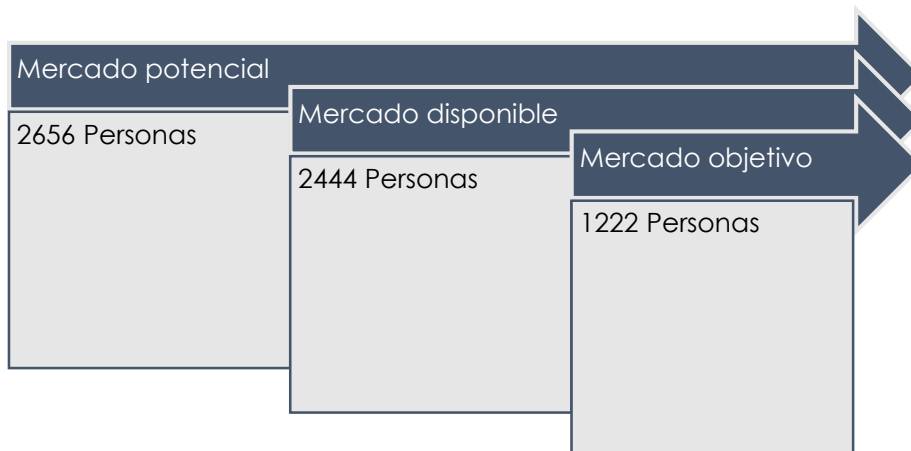 Mercado potencial
2656 Personas
Mercado disponible
2444 Personas
Mercado objetivo
1222 Personas